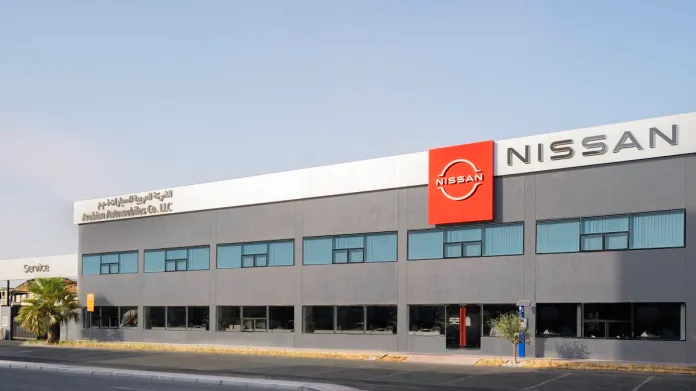 NISSAN
NISSAN
الشركة العربية للسيارات ذ.م.م
Arabian Automobiles Co. LLC
Service